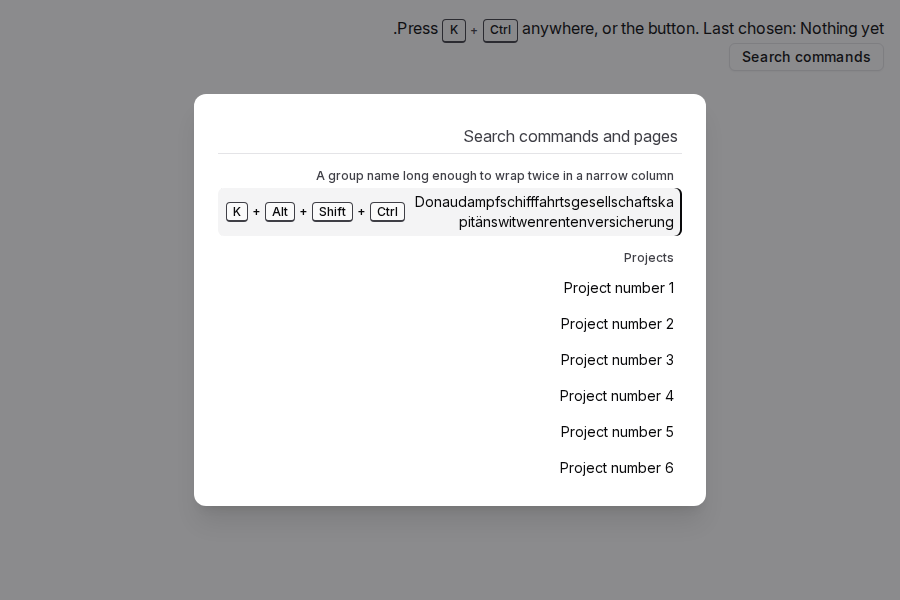 .Press K + Ctrl anywhere, or the button. Last chosen: Nothing yet
Search commands
Search commands and pages
A group name long enough to wrap twice in a narrow column
Donaudampfschifffahrtsgesellschaftska
pitänswitwenrentenversicherung
K + Alt + Shift + Ctrl
Projects
Project number 1
Project number 2
Project number 3
Project number 4
Project number 5
Project number 6